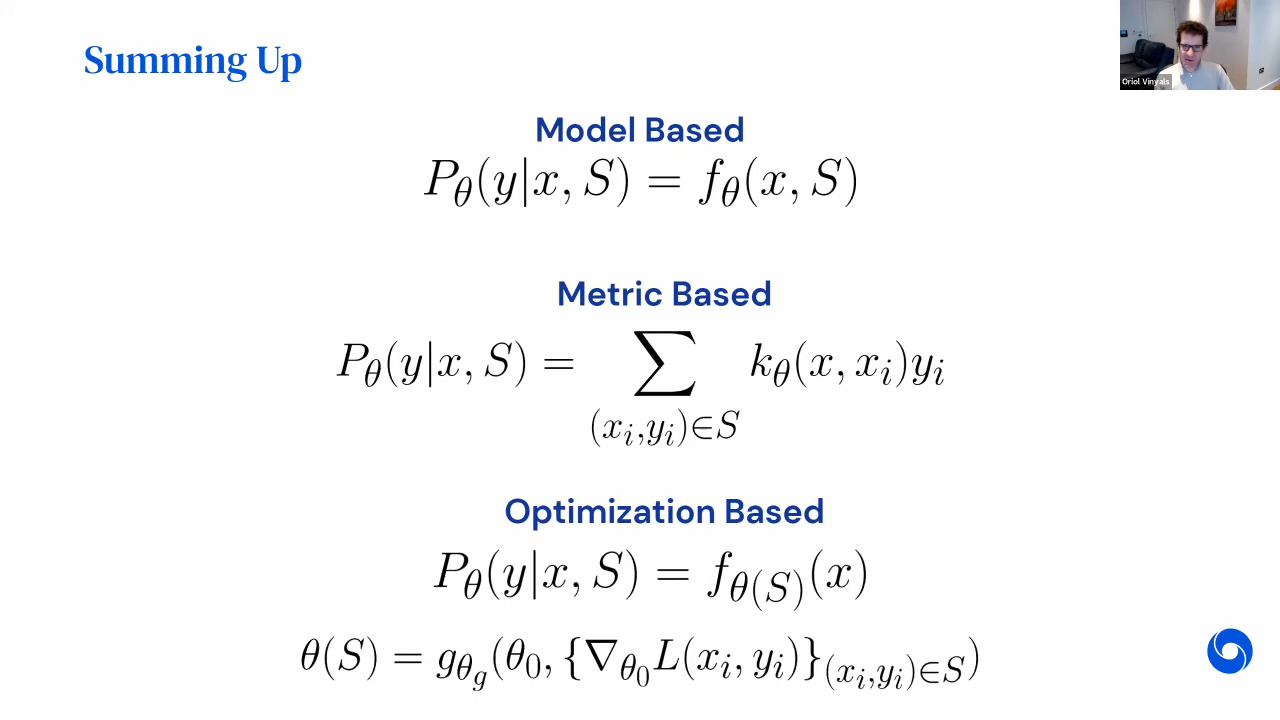 Summing Up
Oriol Vinyals
Model Based
P_θ(y|x, S) = f_θ(x, S)
Metric Based
P_θ(y|x, S) = ∑_{(x_i,y_i)∈S} k_θ(x, x_i)y_i
Optimization Based
P_θ(y|x, S) = f_{θ(S)}(x)
θ(S) = g_{θ_g}(θ_0, {∇_{θ_0}L(x_i, y_i)}_{(x_i,y_i)∈S})